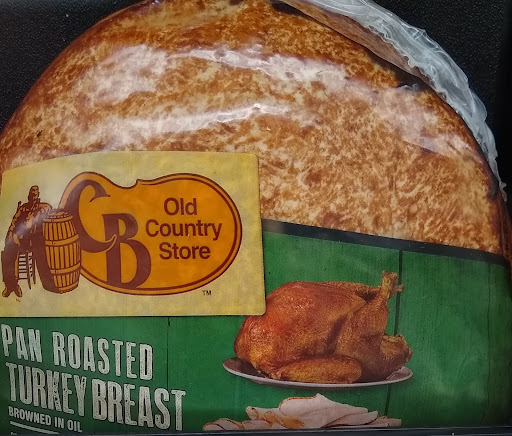 CB
Old
Country
Store
TM
PAN ROASTED
TURKEY BREAST
BROWNED IN OIL